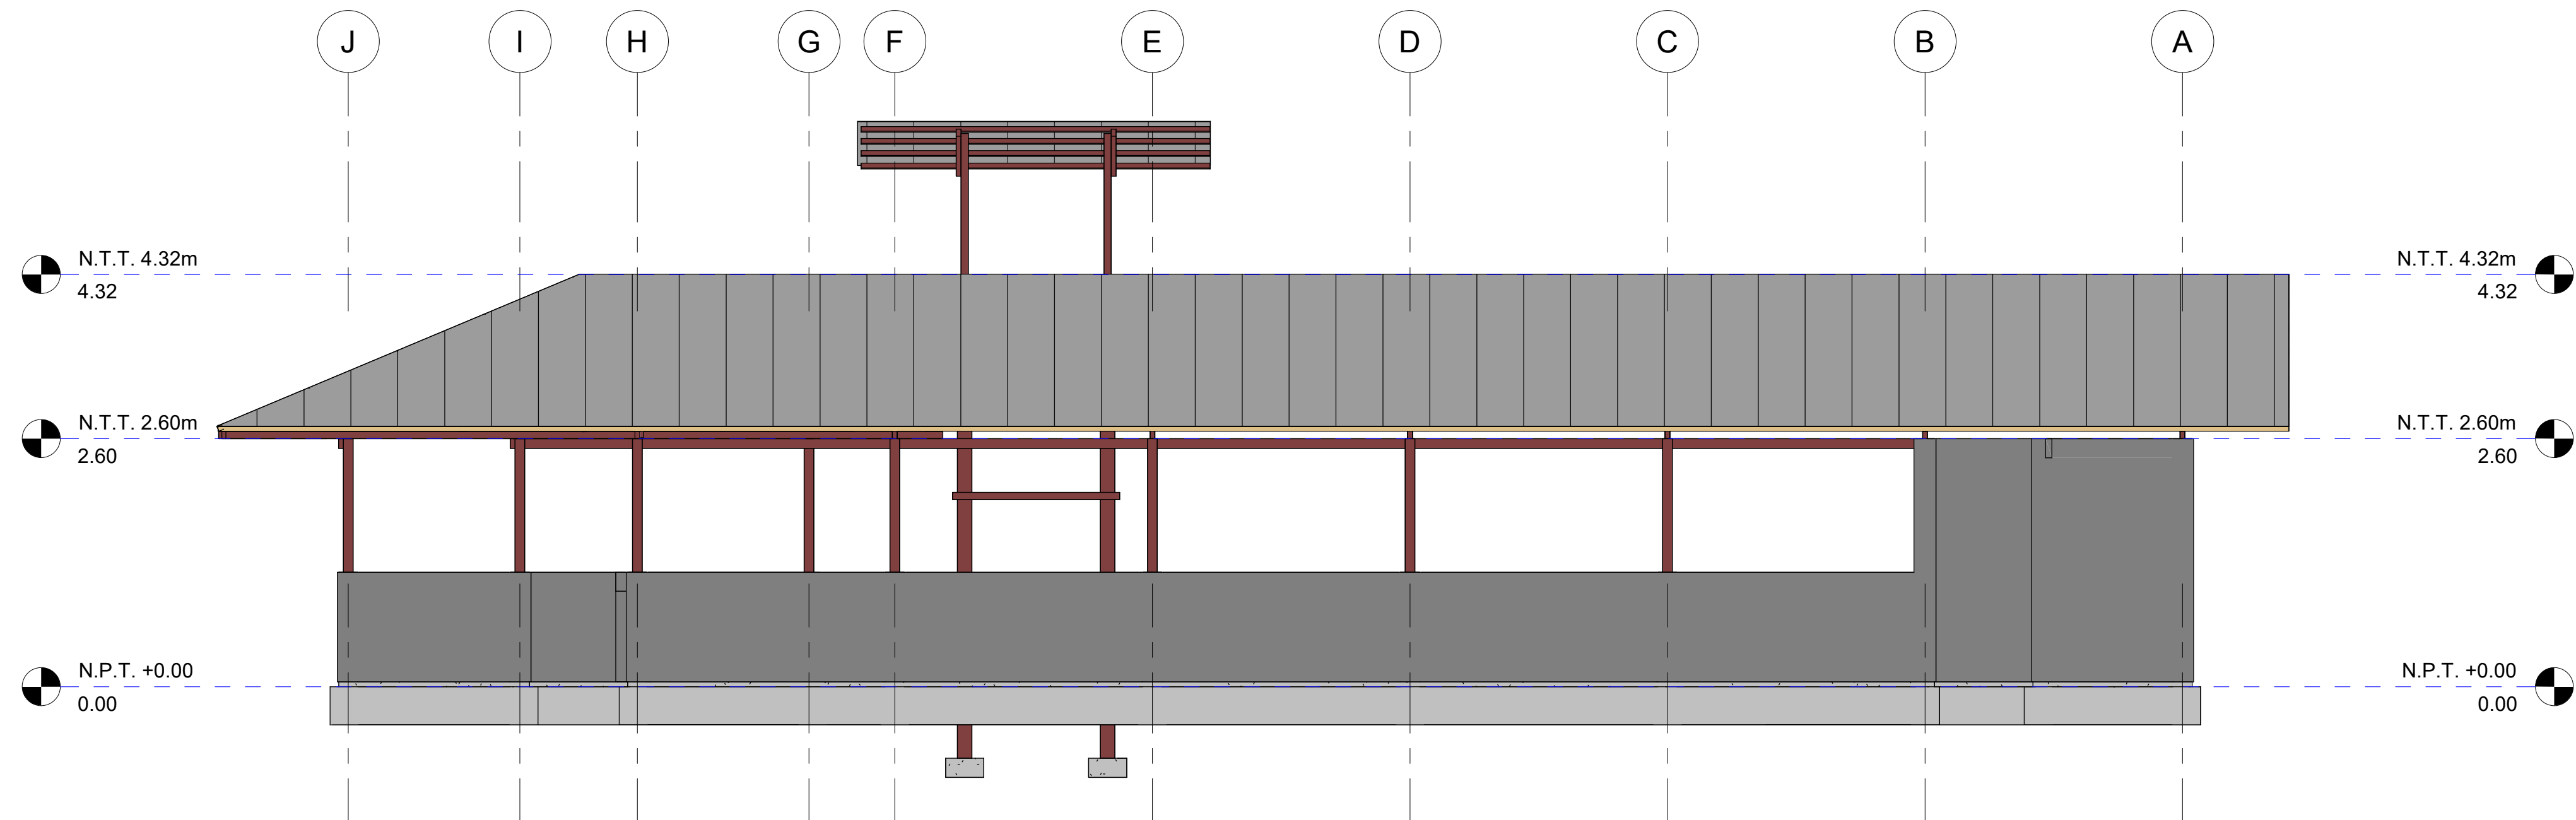 J I H G F E D C B A
N.T.T. 4.32m
4.32
N.T.T. 4.32m
4.32
N.T.T. 2.60m
2.60
N.T.T. 2.60m
2.60
N.P.T. +0.00
0.00
N.P.T. +0.00
0.00